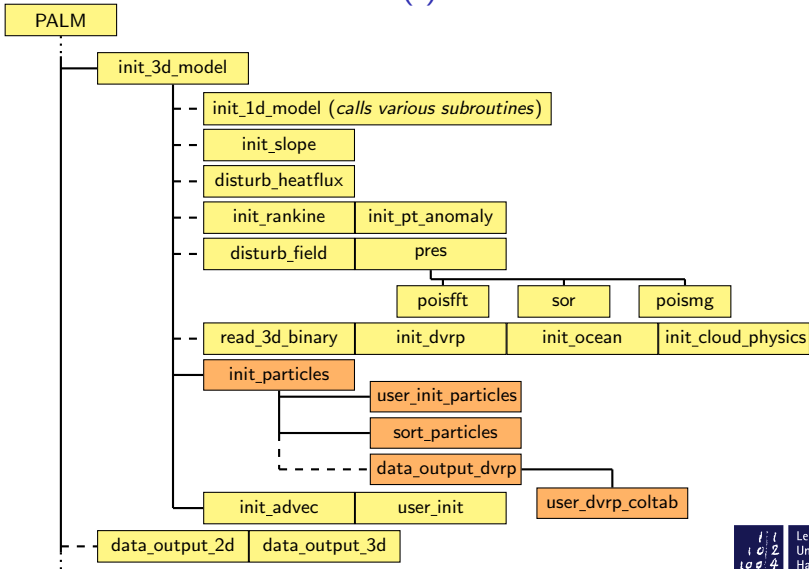 PALM
init_3d_model
init_1d_model (calls various subroutines)
init_slope
disturb_heatflux
init_rankine init_pt_anomaly
disturb_field pres
poisfft sor poismg
read_3d_binary init_dvrp init_ocean init_cloud_physics
init_particles
user_init_particles
sort_particles
data_output_dvrp
user_dvrp_coltab
init_advec user_init
data_output_2d data_output_3d